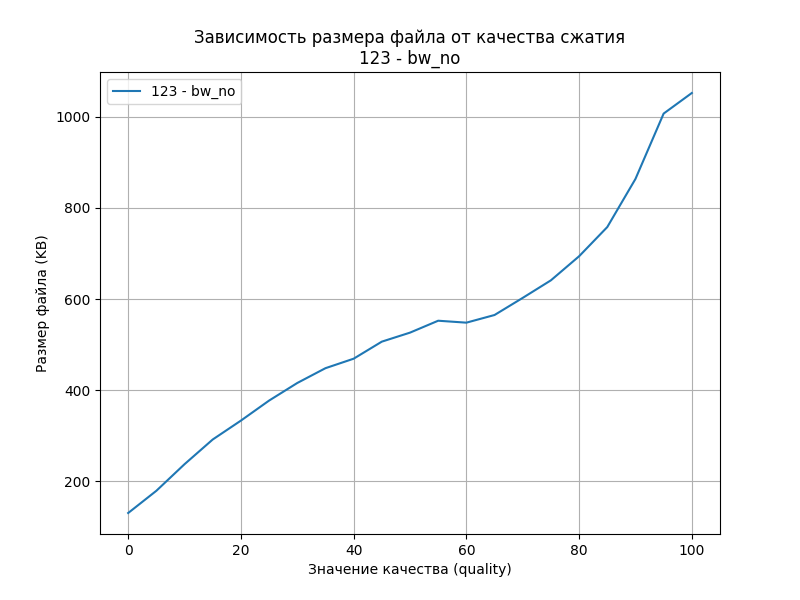 Зависимость размера файла от качества сжатия
123 - bw_no
123 - bw_no
Размер файла (KB)
1000
800
600
400
200
0 20 40 60 80 100
Значение качества (quality)